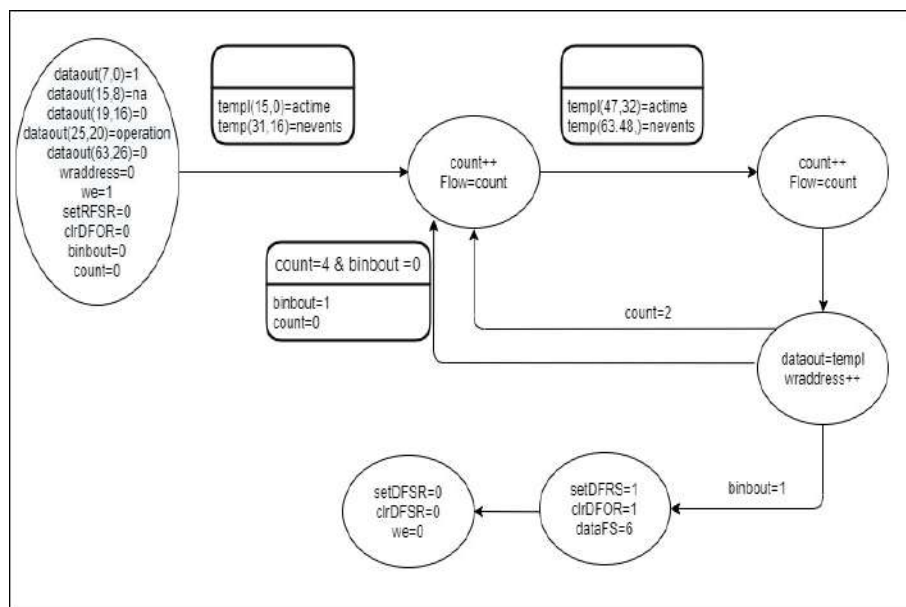 dataout(7,0)=1
dataout(15,8)=na
dataout(19,16)=0
dataout(25,20)=operation
dataout(63,26)=0
wraddress=0
we=1
setRFSR=0
clrDFOR=0
binbout=0
count=0
templ(15,0)=actime
temp(31,16)=nevents
count++
Flow=count
templ(47,32)=actime
temp(63.48,)=nevents
count++
Flow=count
count=4 & binbout =0
binbout=1
count=0
count=2
dataout=templ
wraddress++
binbout=1
setDFRS=1
clrDFOR=1
dataFS=6
setDFSR=0
clrDFSR=0
we=0